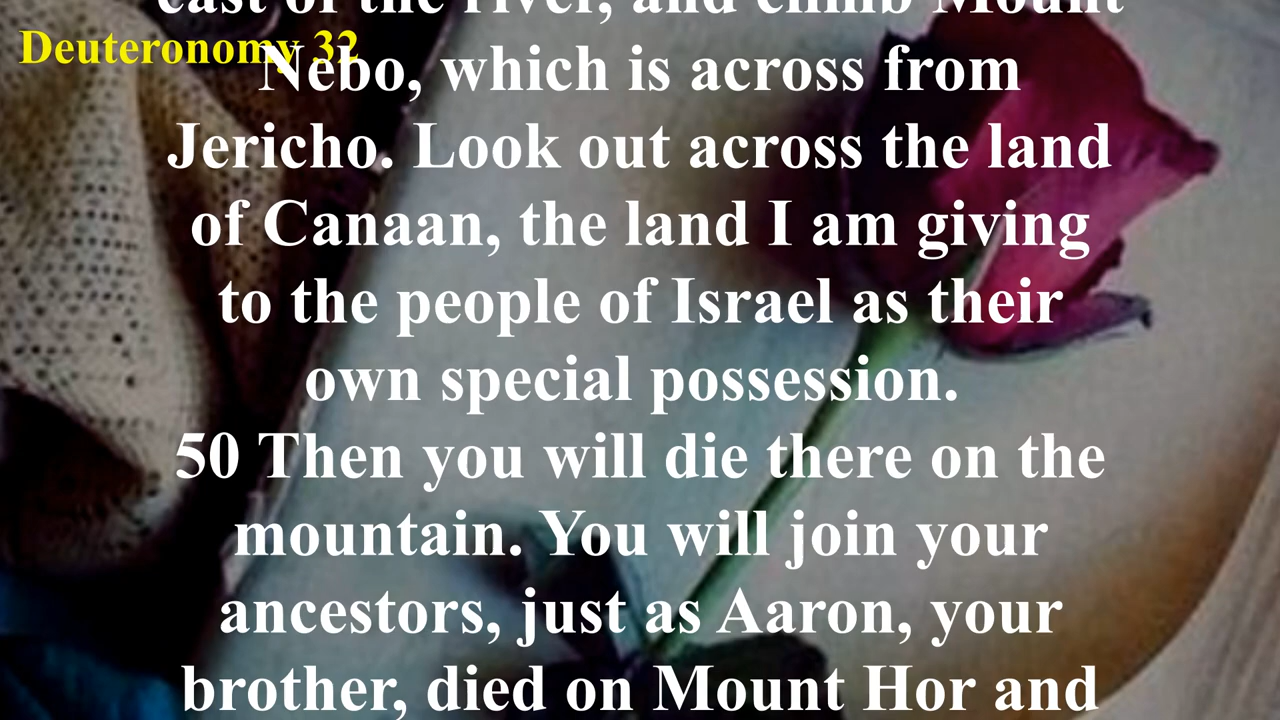 east of the river, and climb Mount
Deuteronomy 32
Nebo, which is across from
Jericho. Look out across the land
of Canaan, the land I am giving
to the people of Israel as their
own special possession.
50 Then you will die there on the
mountain. You will join your
ancestors, just as Aaron, your
brother, died on Mount Hor and